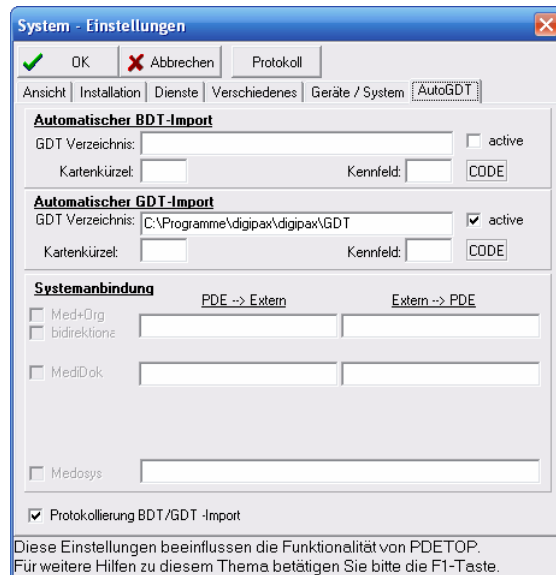 System - Einstellungen
OK Abbrechen Protokoll
Ansicht Installation Dienste Verschiedenes Geräte / System AutoGDT
Automatischer BDT-Import
GDT Verzeichnis: active
Kartenkürzel: Kennfeld: CODE
Automatischer GDT-Import
GDT Verzeichnis: C:\Programme\digipax\digipax\GDT active
Kartenkürzel: Kennfeld: CODE
Systemanbindung
PDE --> Extern Extern --> PDE
Med+Org
bidirektiona
MediDok
Medosys
Protokollierung BDT/GDT -Import
Diese Einstellungen beeinflussen die Funktionalität von PDETOP.
Für weitere Hilfen zu diesem Thema betätigen Sie bitte die F1-Taste.